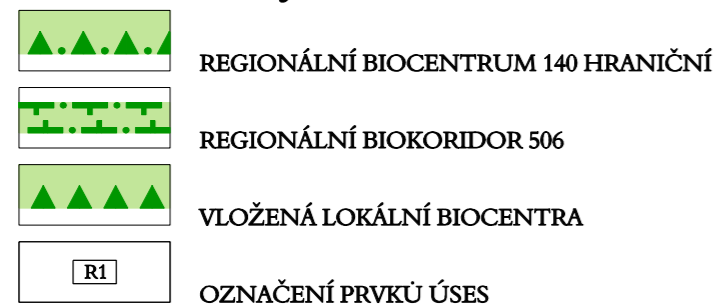 REGIONÁLNÍ BIOCENTRUM 140 HRANIČNÍ
REGIONÁLNÍ BIOKORIDOR 506
VLOŽENÁ LOKÁLNÍ BIOCENTRA
R1
OZNAČENÍ PRVKŮ ÚSES